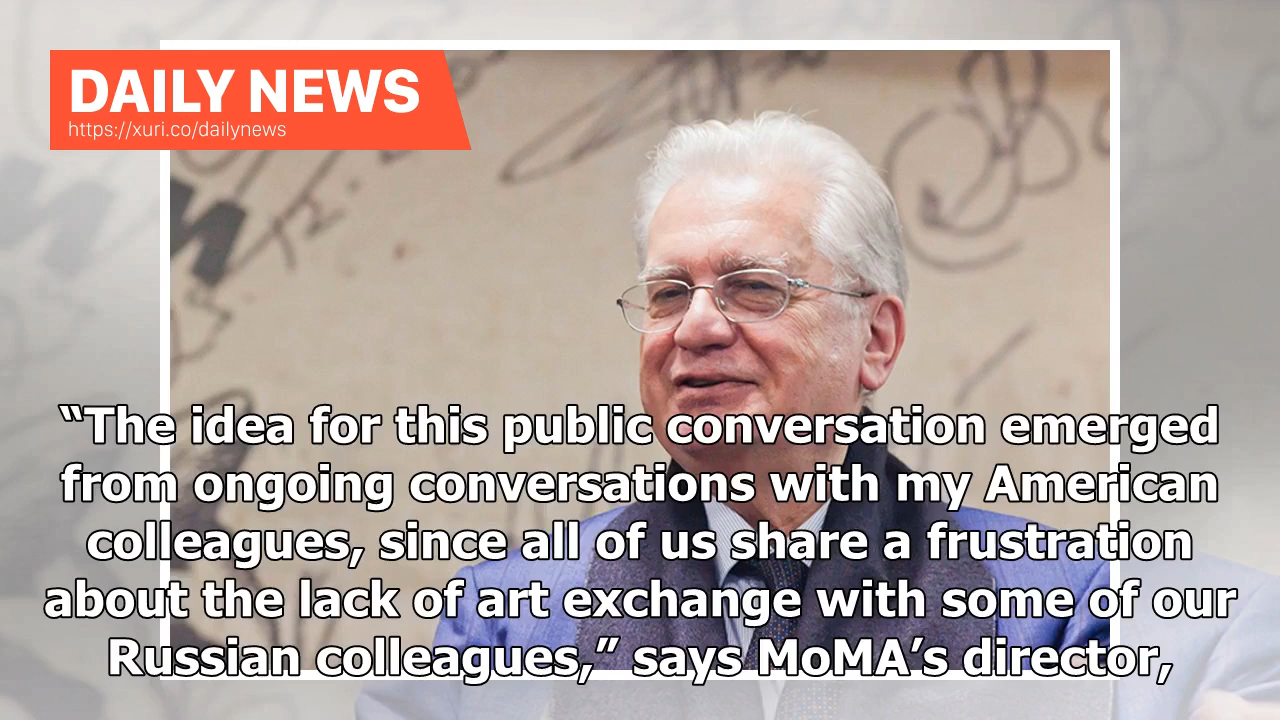 DAILY NEWS
https://xuri.co/dailynews
“The idea for this public conversation emerged
from ongoing conversations with my American
colleagues, since all of us share a frustration
about the lack of art exchange with some of our
Russian colleagues,” says MoMA’s director,